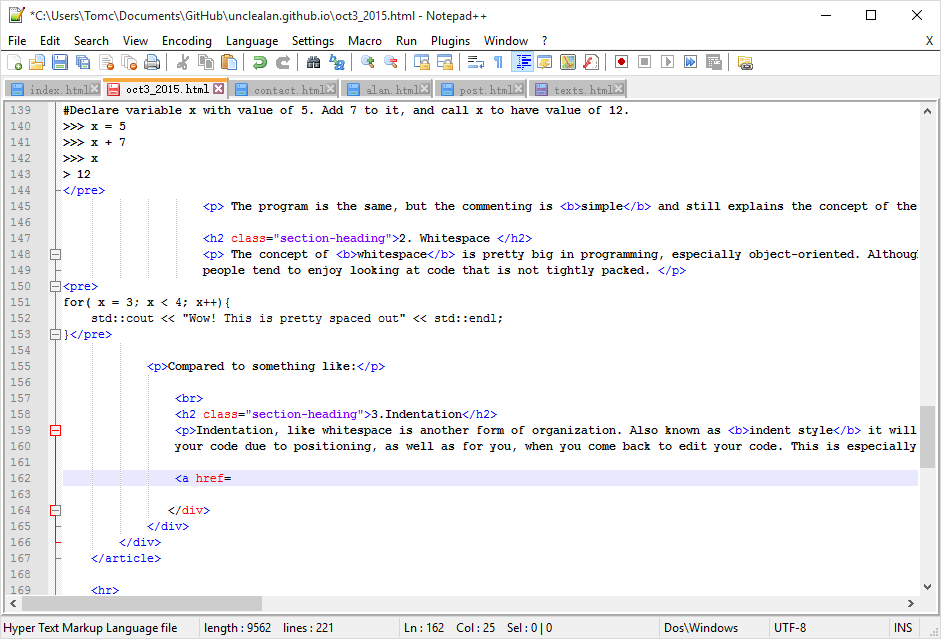 *C:\Users\Tomc\Documents\GitHub\unclealan.github.io\oct3_2015.html - Notepad++
File Edit Search View Encoding Language Settings Macro Run Plugins Window ? X
index.html oct3_2015.html contact.html alan.html post.html texts.html
139 #Declare variable x with value of 5. Add 7 to it, and call x to have value of 12.
140 >>> x = 5
141 >>> x + 7
142 >>> x
143 > 12
144 </pre>
145 <p> The program is the same, but the commenting is <b>simple</b> and still explains the concept of the
146
147 <h2 class="section-heading">2. Whitespace </h2>
148 <p> The concept of <b>whitespace</b> is pretty big in programming, especially object-oriented. Althoug
149 people tend to enjoy looking at code that is not tightly packed. </p>
150 <pre>
151 for( x = 3; x < 4; x++){
152 std::cout << "Wow! This is pretty spaced out" << std::endl;
153 }</pre>
154
155 <p>Compared to something like:</p>
156
157 <br>
158 <h2 class="section-heading">3.Indentation</h2>
159 <p>Indentation, like whitespace is another form of organization. Also known as <b>indent style</b> it will
160 your code due to positioning, as well as for you, when you come back to edit your code. This is especially
161
162 <a href=
163
164 </div>
165 </div>
166 </div>
167 </article>
168
169 <hr>
Hyper Text Markup Language file length : 9562 lines : 221 Ln : 162 Col : 25 Sel : 0 | 0 Dos\Windows UTF-8 INS